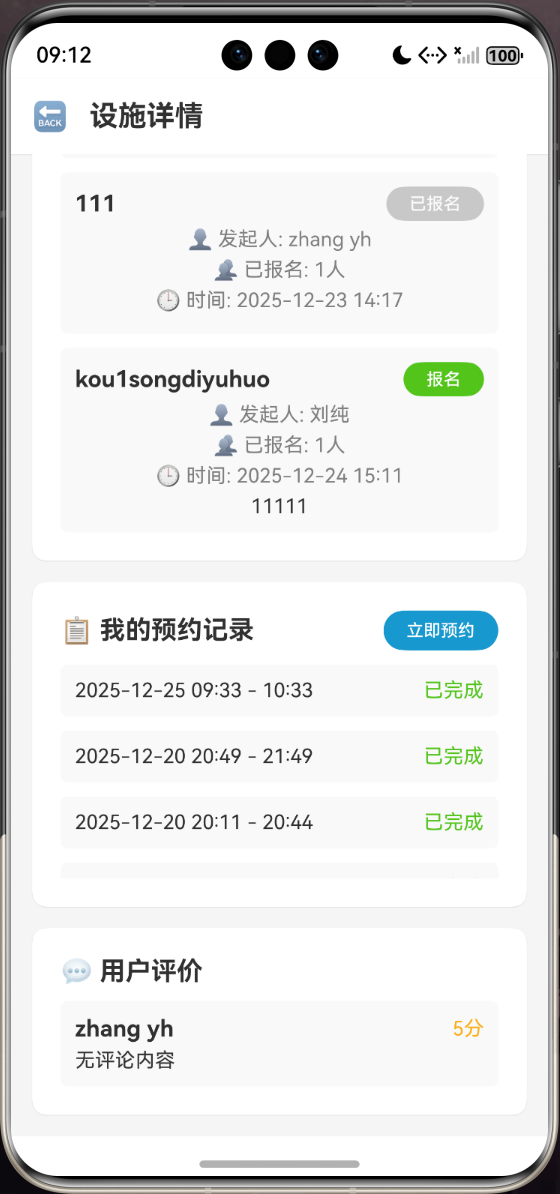 09:12
100
BACK
设施详情
111
已报名
发起人: zhang yh
已报名: 1人
时间: 2025-12-23 14:17
kou1songdiyuhuo
报名
发起人: 刘纯
已报名: 1人
时间: 2025-12-24 15:11
11111
我的预约记录
立即预约
2025-12-25 09:33 - 10:33
已完成
2025-12-20 20:49 - 21:49
已完成
2025-12-20 20:11 - 20:44
已完成
用户评价
zhang yh
5分
无评论内容